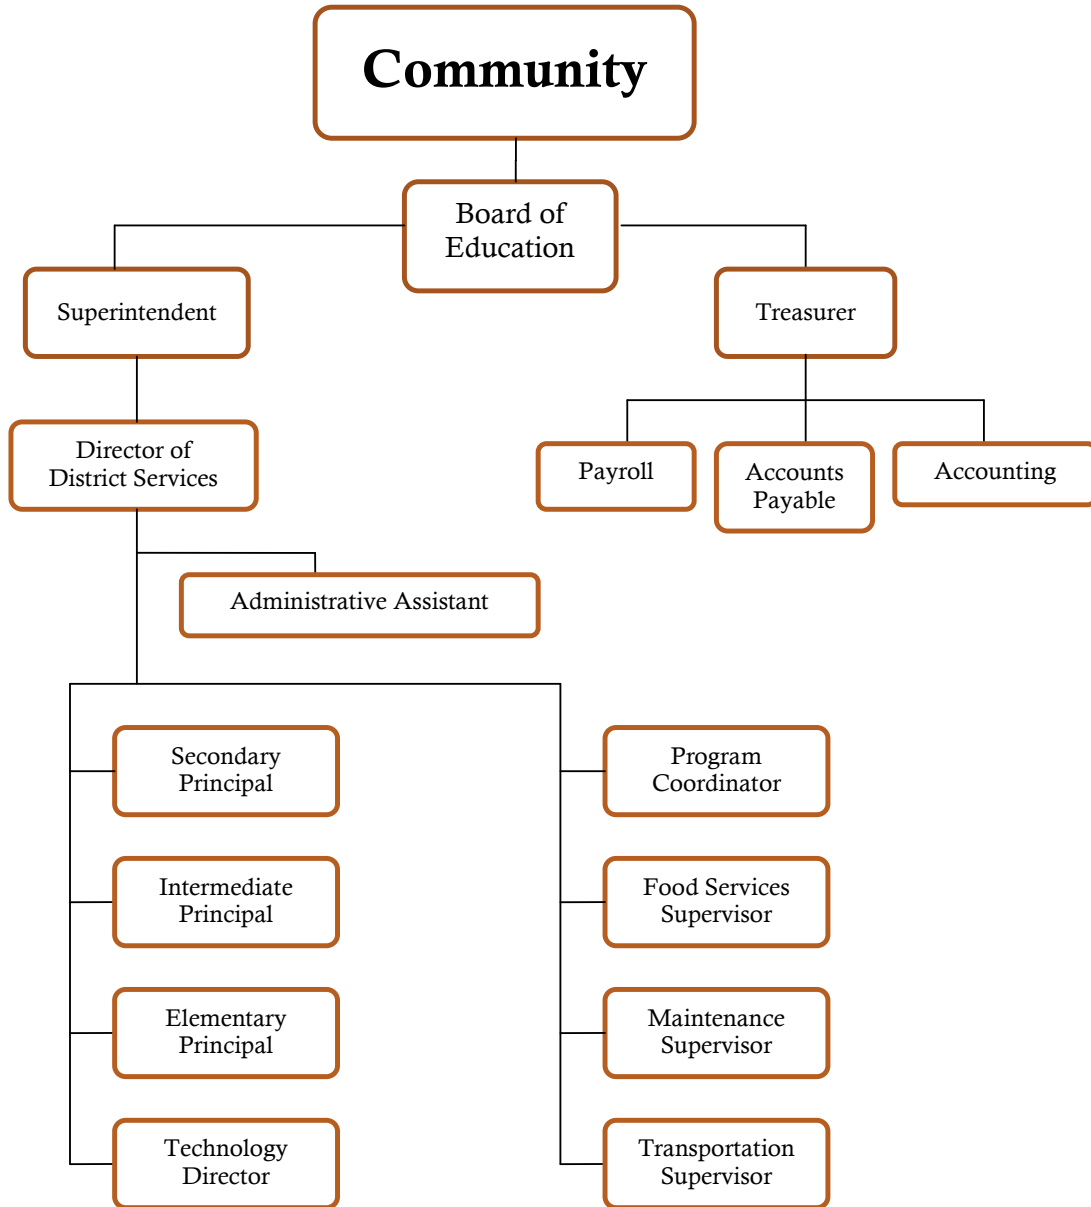 Community
Board of
Education
Superintendent
Treasurer
Director of
District Services
Payroll
Accounts
Payable
Accounting
Administrative Assistant
Secondary
Principal
Program
Coordinator
Intermediate
Principal
Food Services
Supervisor
Elementary
Principal
Maintenance
Supervisor
Technology
Director
Transportation
Supervisor